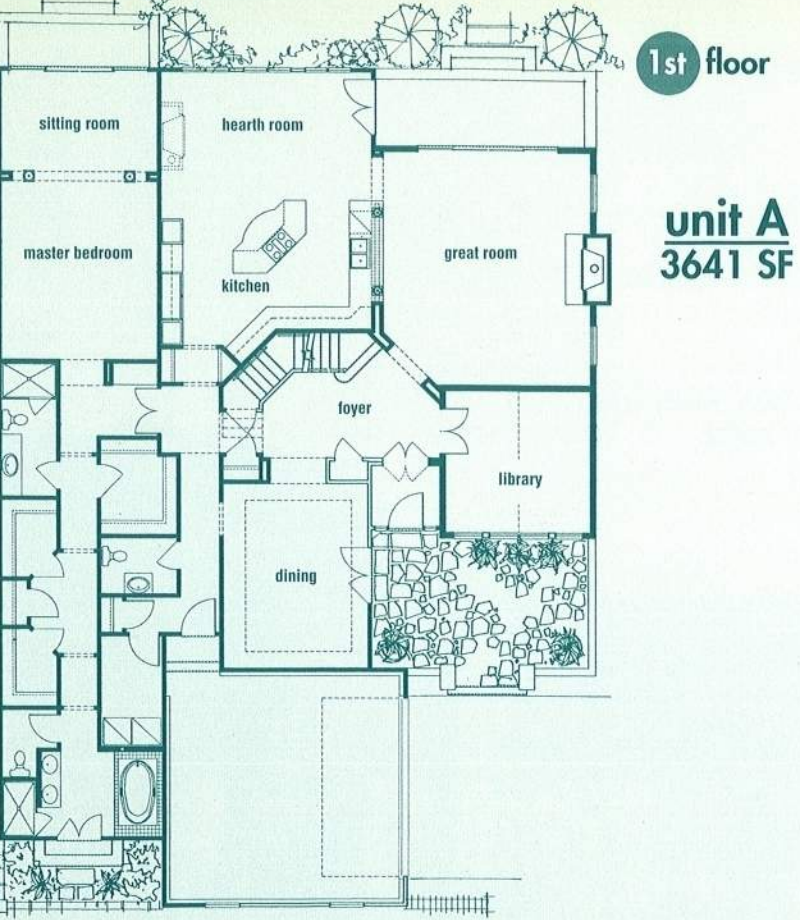 1st floor
unit A
3641 SF
sitting room
hearth room
master bedroom
great room
kitchen
foyer
library
dining